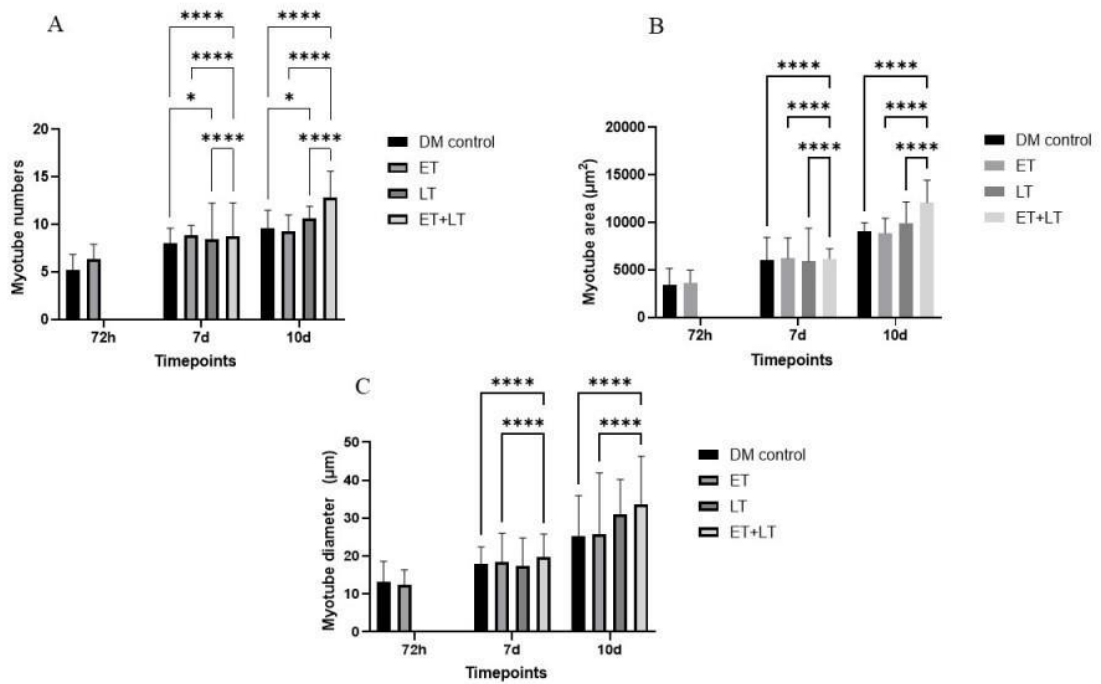 A
****
****
****
****
*
*
****
****
20
15
10
5
0
Myotube numbers
72h
7d
10d
Timepoints
DM control
ET
LT
ET+LT
B
****
****
****
****
****
****
20000
15000
10000
5000
0
Myotube area (µm²)
72h
7d
10d
Timepoints
DM control
ET
LT
ET+LT
C
****
****
****
****
50
40
30
20
10
0
Myotube diameter (µm)
72h
7d
10d
Timepoints
DM control
ET
LT
ET+LT